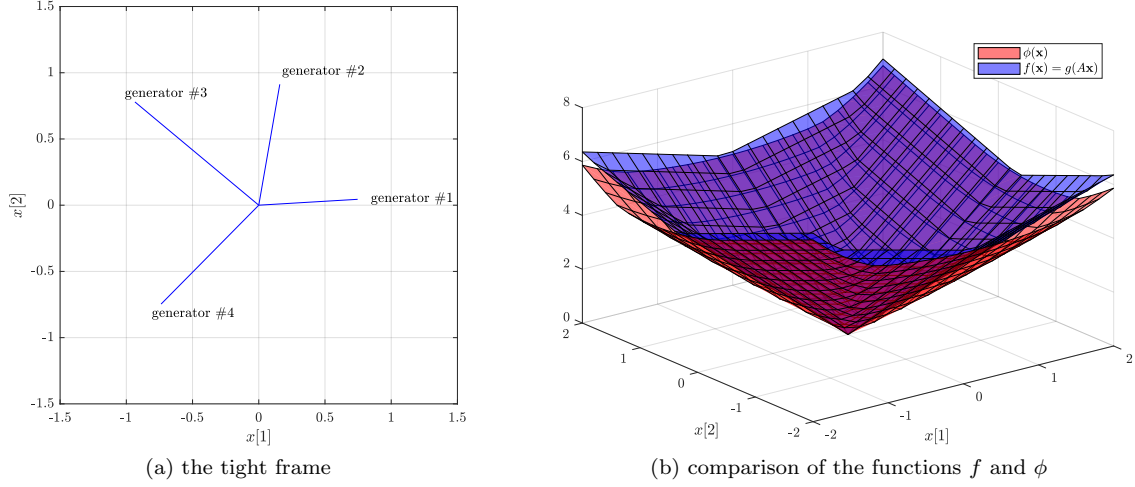 1.5
1
0.5
0
-0.5
-1
-1.5
x[2]
-1.5 -1 -0.5 0 0.5 1 1.5
x[1]
generator #2
generator #3
generator #1
generator #4
(a) the tight frame
ϕ(x)
f(x) = g(Ax)
8
6
4
2
0
2
1
0
-1
-2
x[2]
-2
-1
0
1
2
x[1]
(b) comparison of the functions f and ϕ